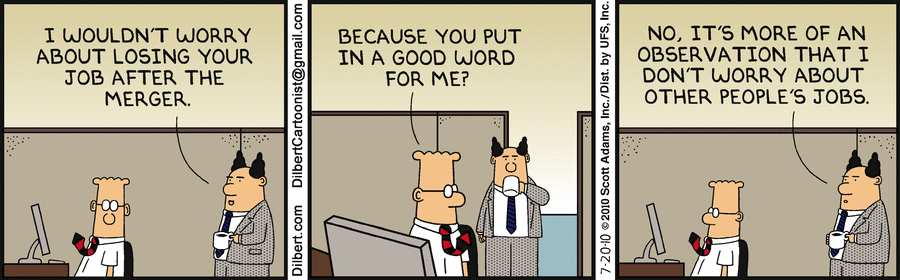 I WOULDN'T WORRY
ABOUT LOSING YOUR
JOB AFTER THE
MERGER.
Dilbert.com DilbertCartoonist@gmail.com
BECAUSE YOU PUT
IN A GOOD WORD
FOR ME?
7-20-10 © 2010 Scott Adams, Inc./Dist. by UFS, Inc.
NO, IT'S MORE OF AN
OBSERVATION THAT I
DON'T WORRY ABOUT
OTHER PEOPLE'S JOBS.